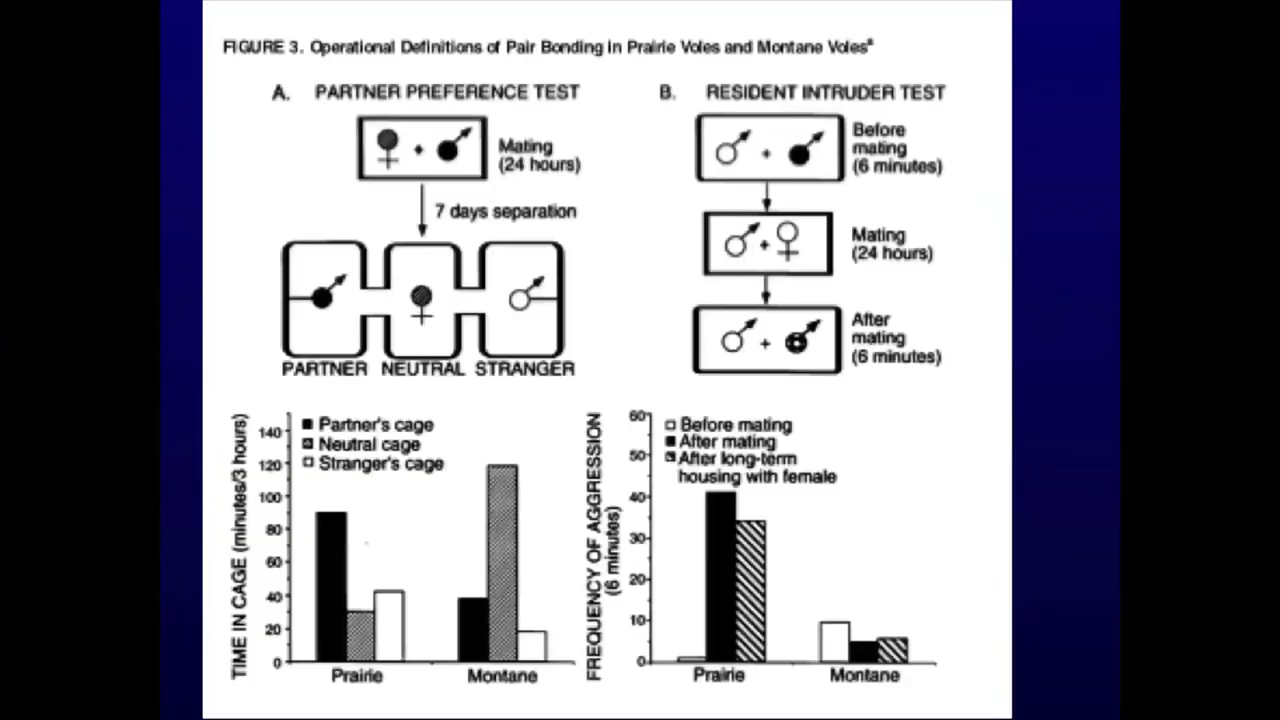 FIGURE 3. Operational Definitions of Pair Bonding in Prairie Voles and Montane Volesa
A. PARTNER PREFERENCE TEST
+
Mating
(24 hours)
7 days separation
PARTNER NEUTRAL STRANGER
B. RESIDENT INTRUDER TEST
+
Before
mating
(6 minutes)
+
Mating
(24 hours)
+
After
mating
(6 minutes)
TIME IN CAGE (minutes/3 hours)
140
120
100
80
60
40
20
0
Partner's cage
Neutral cage
Stranger's cage
Prairie Montane
FREQUENCY OF AGGRESSION
(6 minutes)
60
50
40
30
20
10
0
Before mating
After mating
After long-term
housing with female
Prairie Montane